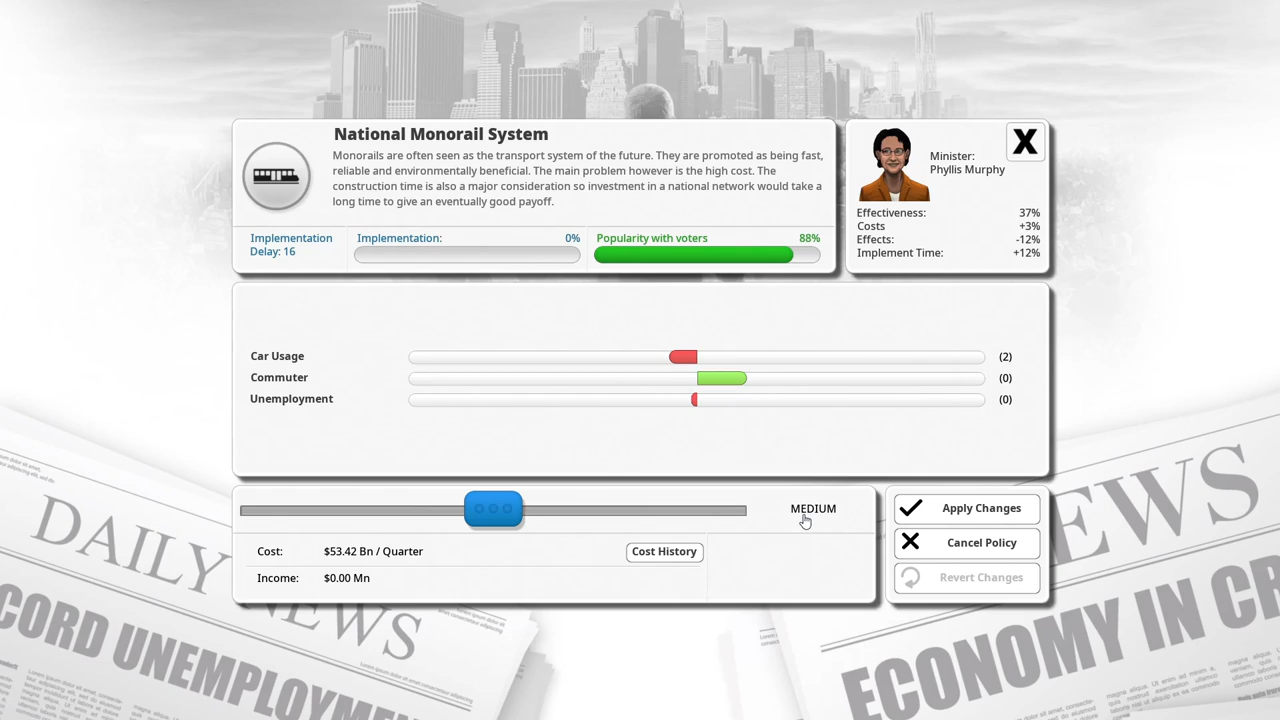 National Monorail System
Monorails are often seen as the transport system of the future. They are promoted as being fast,
reliable and environmentally beneficial. The main problem however is the high cost. The
construction time is also a major consideration so investment in a national network would take a
long time to give an eventually good payoff.
Implementation
Delay: 16
Implementation: 0%
Popularity with voters 88%
X
Minister:
Phyllis Murphy
Effectiveness: 37%
Costs +3%
Effects: -12%
Implement Time: +12%
Car Usage (2)
Commuter (0)
Unemployment (0)
MEDIUM
Cost: $53.42 Bn / Quarter
Cost History
Income: $0.00 Mn
Apply Changes
Cancel Policy
Revert Changes
DAILY NEWS
CORD UNEMPLOYM
NEWS
ECONOMY IN CR